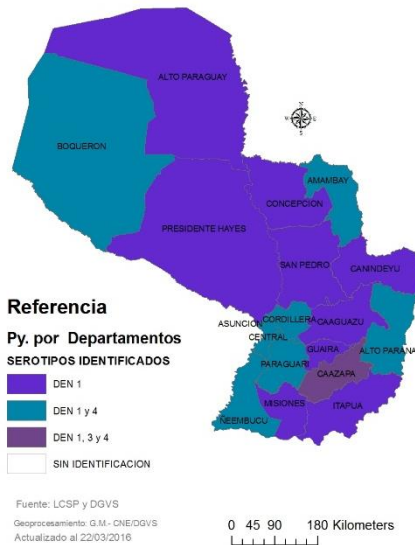 ALTO PARAGUAY
BOQUERON
AMAMBAY
CONCEPCION
PRESIDENTE HAYES
SAN PEDRO
CANINDEYU
Referencia
Py. por Departamentos
SEROTIPOS IDENTIFICADOS
DEN 1
DEN 1 y 4
DEN 1, 3 y 4
SIN IDENTIFICACION
ASUNCION
CORDILLERA
CENTRAL
CAAGUAZU
ALTO PARANA
GUAIRA
PARAGUARI
CAAZAPA
MISIONES
ITAPUA
ÑEEMBUCU
Fuente: LCSP y DGVS
Geoprocesamiento: G.M.- CNE/DGVS
Actualizado al 22/03/2016
0 45 90 180 Kilometers